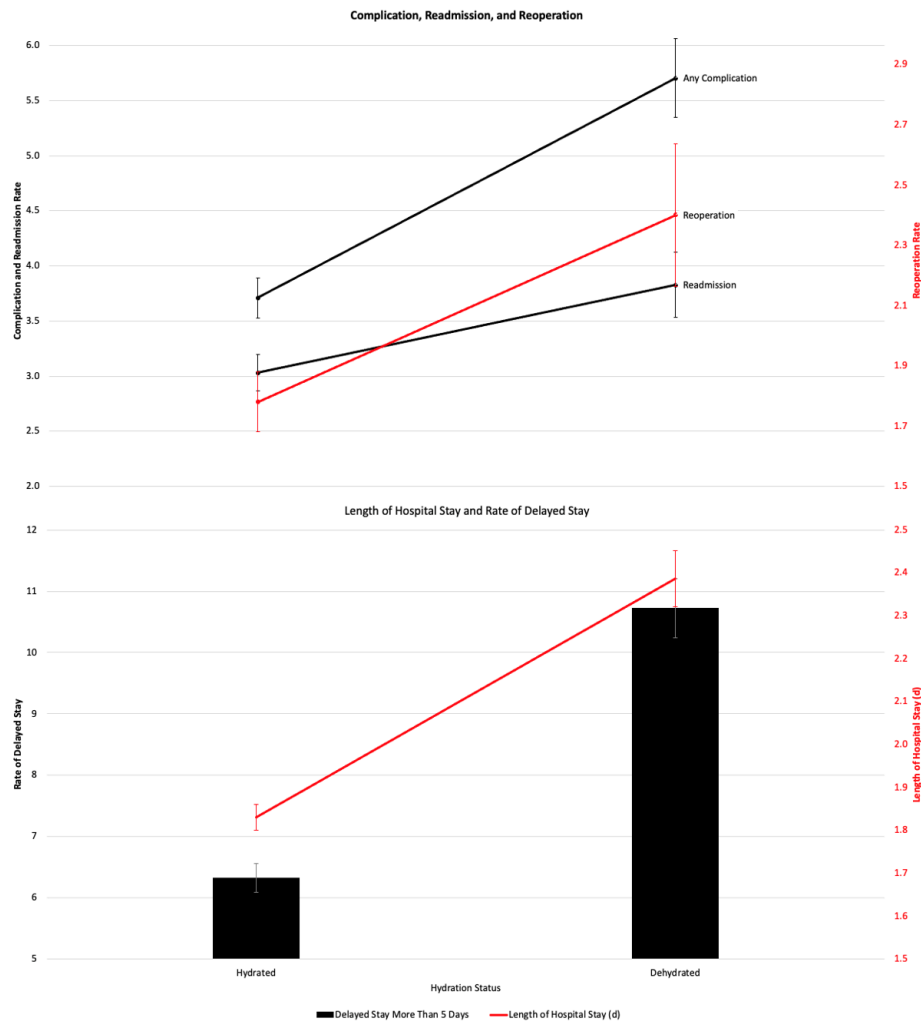 Complication, Readmission, and Reoperation
Complication and Readmission Rate
6.0
5.5
5.0
4.5
4.0
3.5
3.0
2.5
2.0
Any Complication
Reoperation
Readmission
2.9
2.7
2.5
2.3
2.1
1.9
1.7
1.5
Reoperation Rate
Length of Hospital Stay and Rate of Delayed Stay
Rate of Delayed Stay
12
11
10
9
8
7
6
5
2.5
2.4
2.3
2.2
2.1
2.0
1.9
1.8
1.7
1.6
1.5
Length of Hospital Stay (d)
Hydrated
Dehydrated
Hydration Status
Delayed Stay More Than 5 Days
Length of Hospital Stay (d)